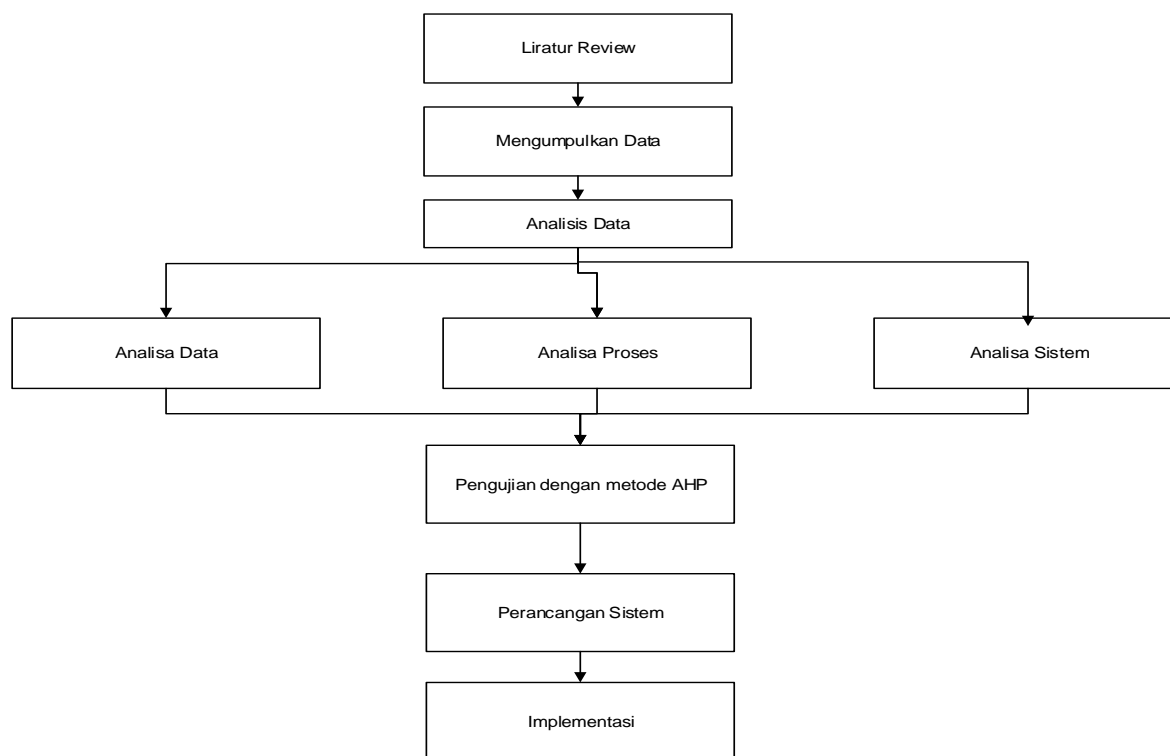 Liratur Review
Mengumpulkan Data
Analisis Data
Analisa Data
Analisa Proses
Analisa Sistem
Pengujian dengan metode AHP
Perancangan Sistem
Implementasi